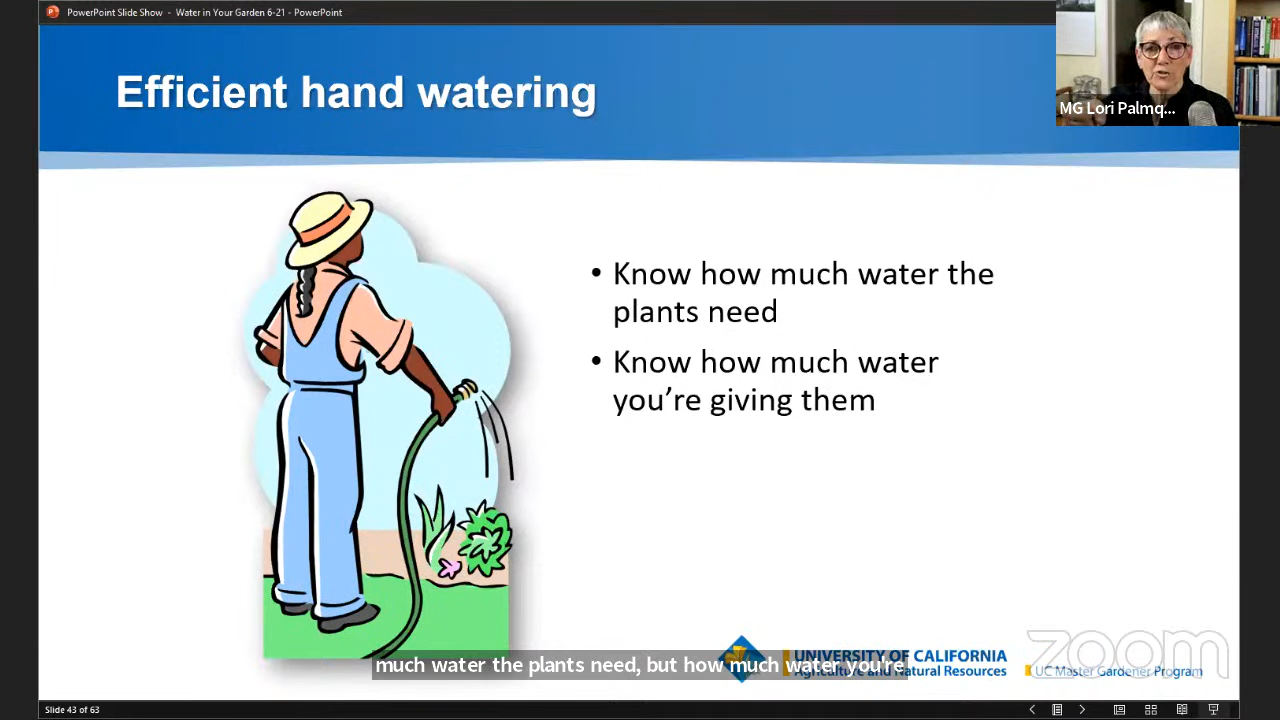 PowerPoint Slide Show - Water in Your Garden 6-21 - PowerPoint
Efficient hand watering
MG Lori Palmq...
• Know how much water the
plants need
• Know how much water
you’re giving them
much water the plants need, but how much water you're
UNIVERSITY OF CALIFORNIA
Agriculture and Natural Resources
UC Master Gardener Program
zoom
Slide 43 of 63